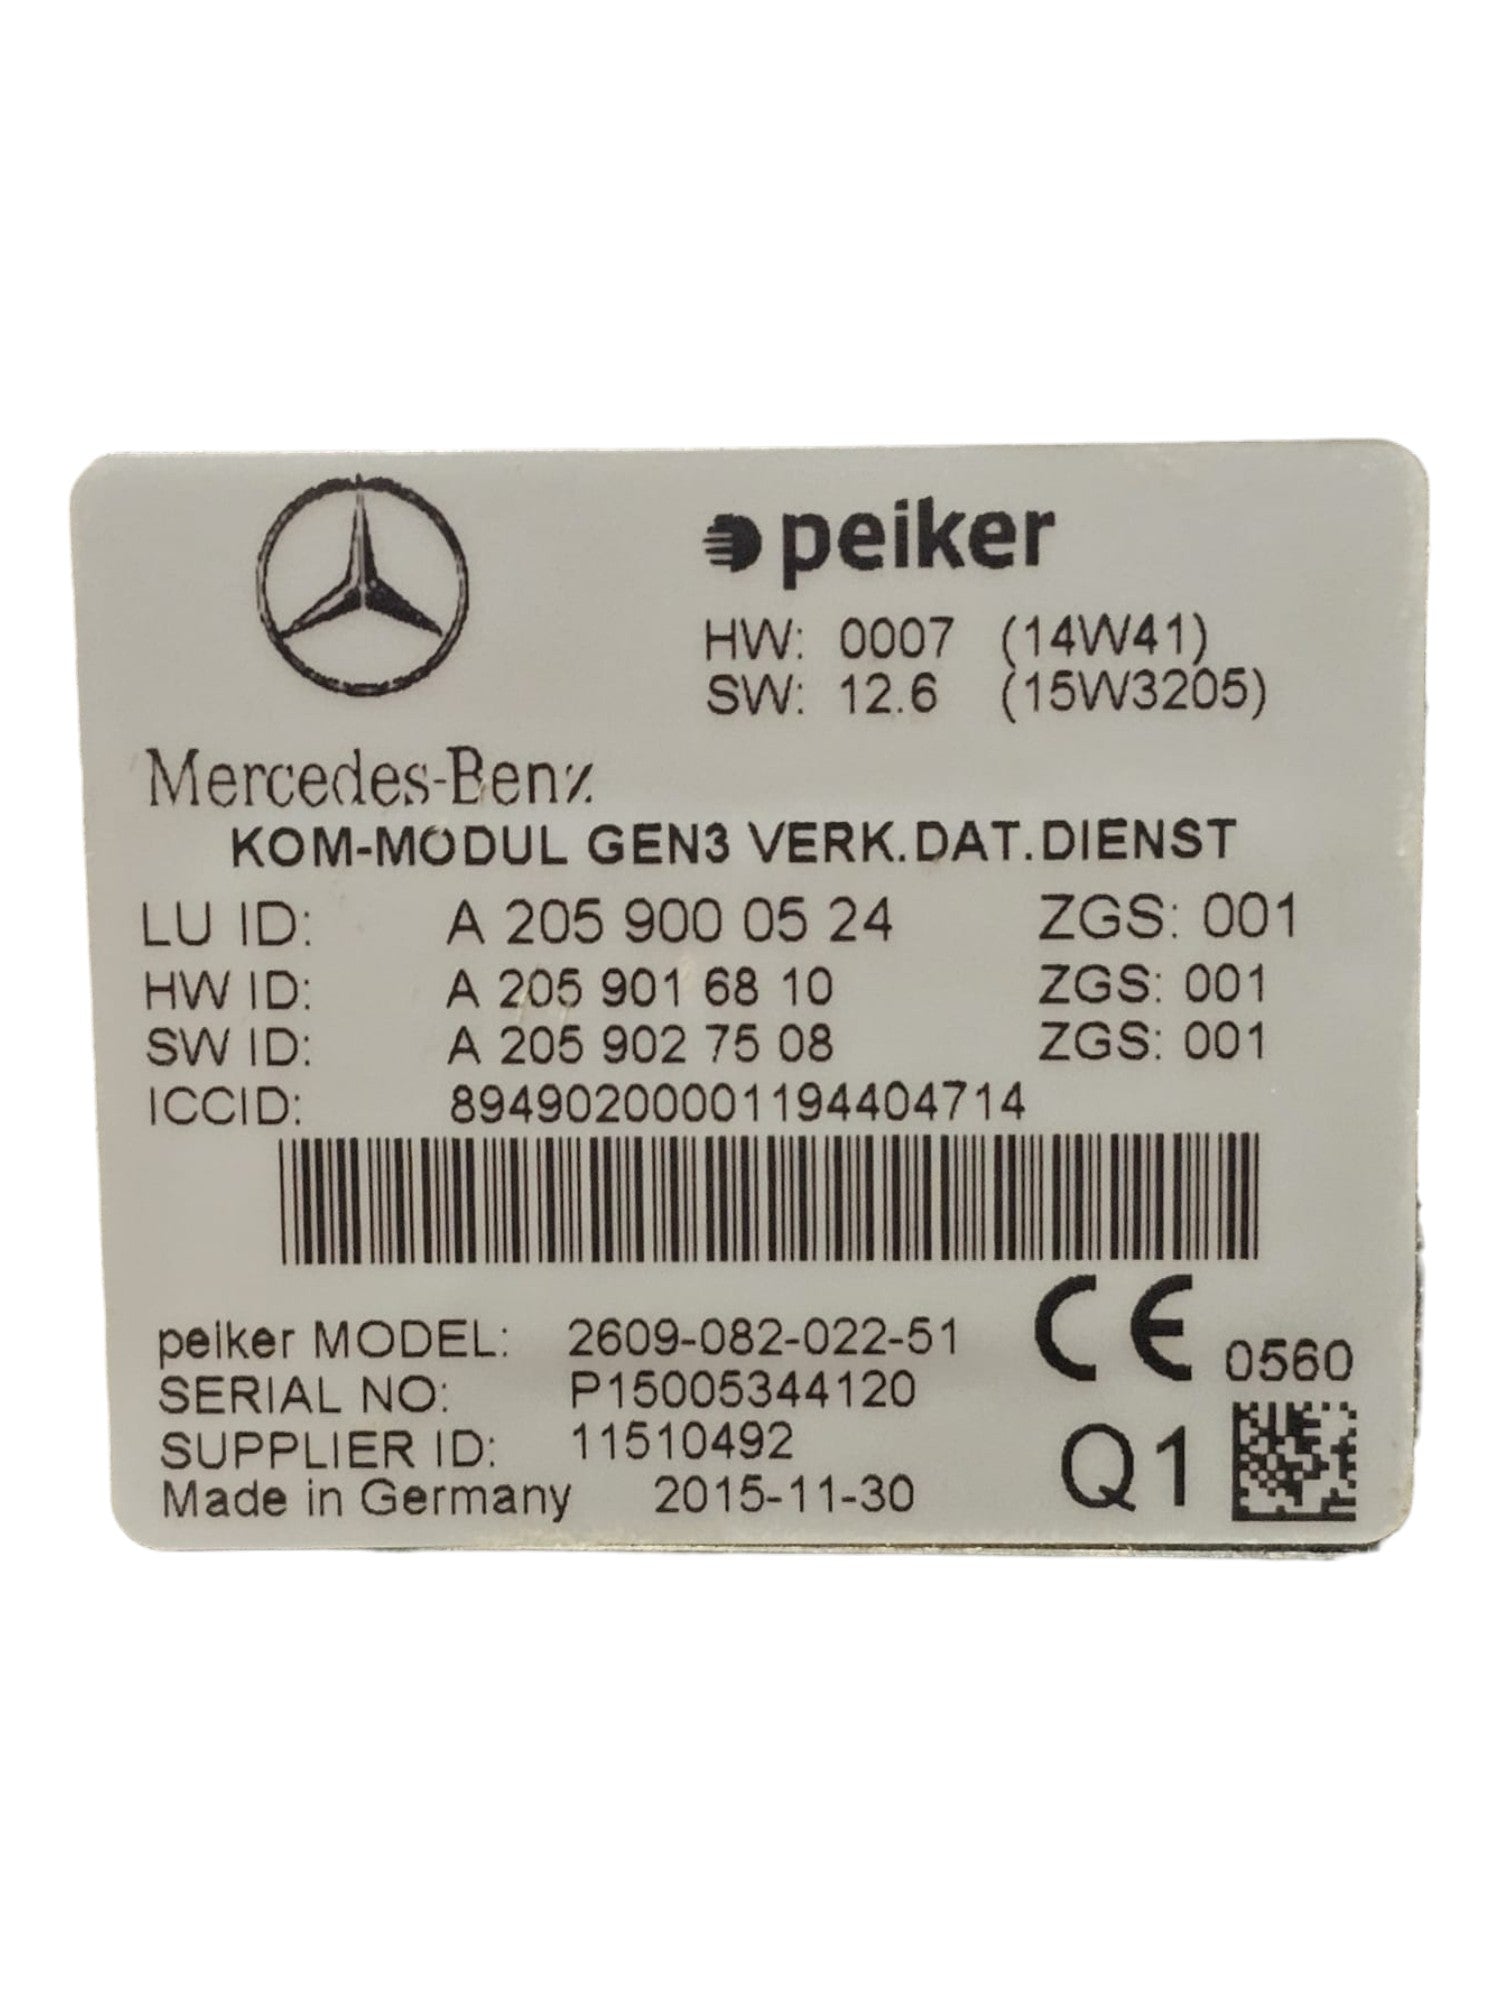 peiker
HW: 0007 (14W41)
SW: 12.6 (15W3205)
Mercedes-Benz
KOM-MODUL GEN3 VERK.DAT.DIENST
LU ID: A 205 900 05 24 ZGS: 001
HW ID: A 205 901 68 10 ZGS: 001
SW ID: A 205 902 75 08 ZGS: 001
ICCID: 89490200001194404714
peiker MODEL: 2609-082-022-51
CE 0560
SERIAL NO: P15005344120
SUPPLIER ID: 11510492
Q1
Made in Germany 2015-11-30